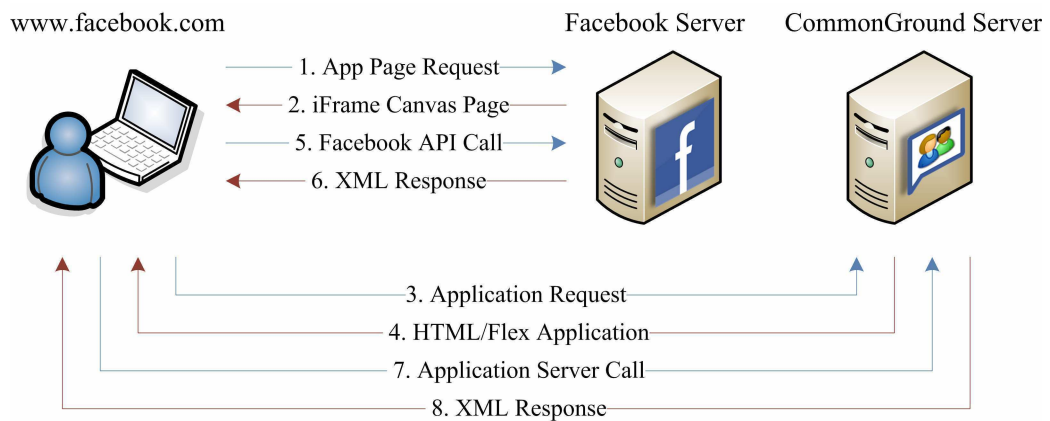 www.facebook.com
Facebook Server
CommonGround Server
1. App Page Request
2. iFrame Canvas Page
5. Facebook API Call
6. XML Response
f
3. Application Request
4. HTML/Flex Application
7. Application Server Call
8. XML Response